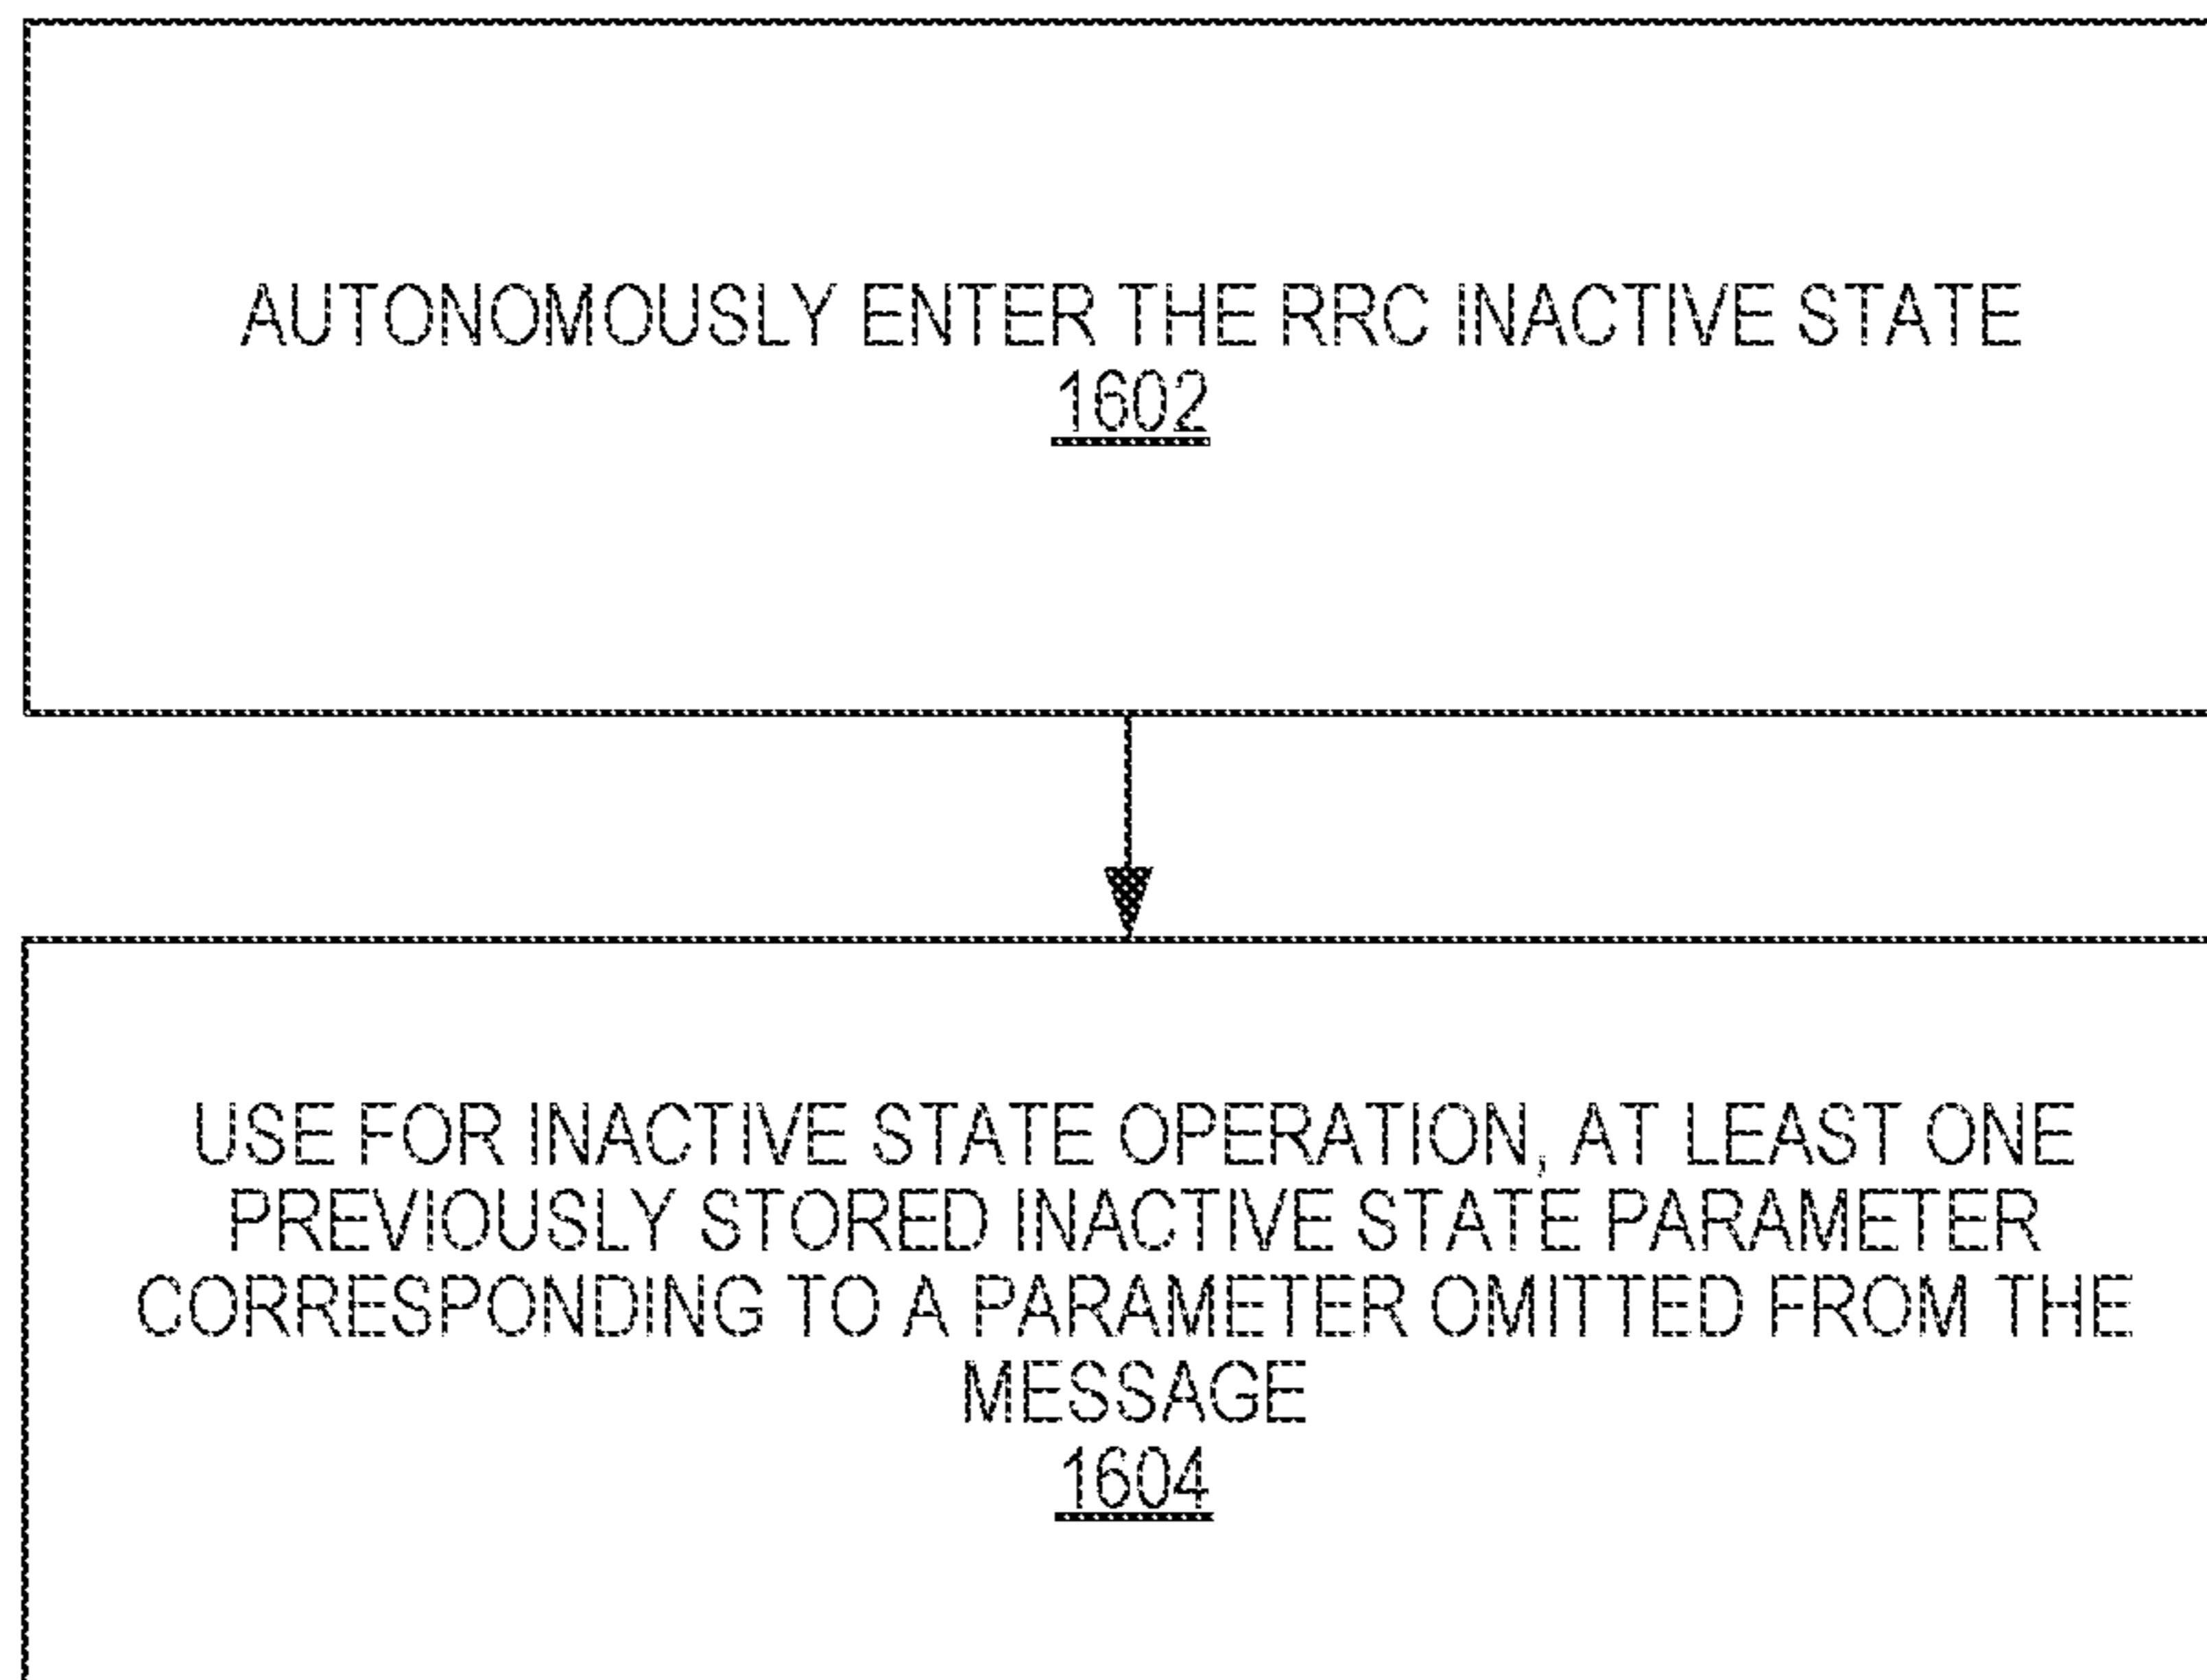 AUTONOMOUSLY ENTER THE RRC INACTIVE STATE
1602
USE FOR INACTIVE STATE OPERATION, AT LEAST ONE
PREVIOUSLY STORED INACTIVE STATE PARAMETER
CORRESPONDING TO A PARAMETER OMITTED FROM THE
MESSAGE
1604